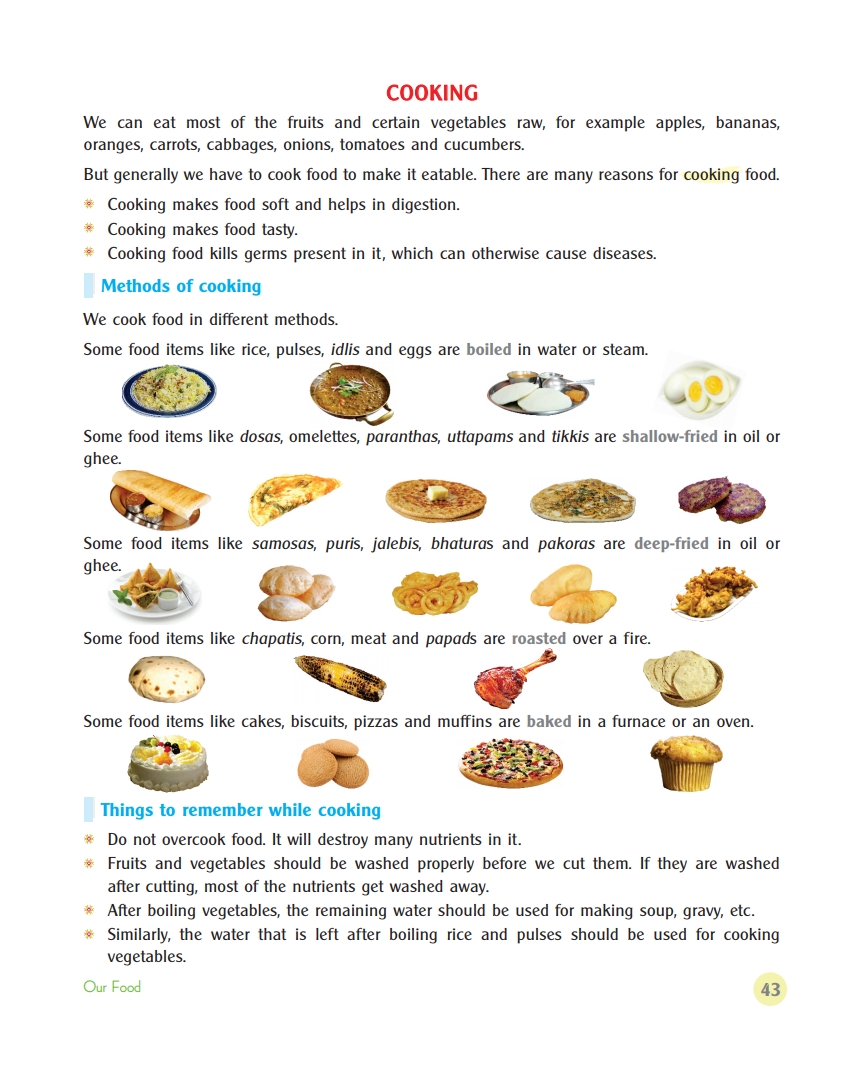 COOKING
We can eat most of the fruits and certain vegetables raw, for example apples, bananas,
oranges, carrots, cabbages, onions, tomatoes and cucumbers.
But generally we have to cook food to make it eatable. There are many reasons for cooking food.
Cooking makes food soft and helps in digestion.
Cooking makes food tasty.
Cooking food kills germs present in it, which can otherwise cause diseases.
Methods of cooking
We cook food in different methods.
Some food items like rice, pulses, idlis and eggs are boiled in water or steam.
Some food items like dosas, omelettes, paranthas, uttapams and tikkis are shallow-fried in oil or
ghee.
Some food items like samosas, puris, jalebis, bhaturas and pakoras are deep-fried in oil or
ghee.
Some food items like chapatis, corn, meat and papads are roasted over a fire.
Some food items like cakes, biscuits, pizzas and muffins are baked in a furnace or an oven.
Things to remember while cooking
Do not overcook food. It will destroy many nutrients in it.
Fruits and vegetables should be washed properly before we cut them. If they are washed
after cutting, most of the nutrients get washed away.
After boiling vegetables, the remaining water should be used for making soup, gravy, etc.
Similarly, the water that is left after boiling rice and pulses should be used for cooking
vegetables.
Our Food
43